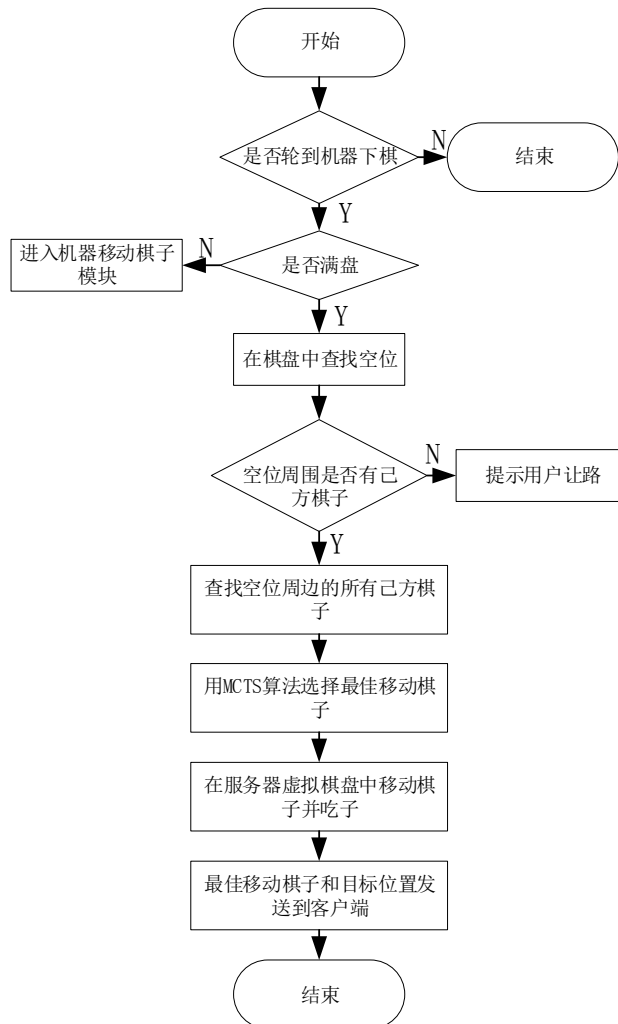 开始
是否轮到机器下棋
N
结束
Y
进入机器移动棋子
模块
N
是否满盘
Y
在棋盘中查找空位
空位周围是否有己
方棋子
N
提示用户让路
Y
查找空位周边的所有己方棋
子
用MCTS算法选择最佳移动棋
子
在服务器虚拟棋盘中移动棋
子并吃子
最佳移动棋子和目标位置发
送到客户端
结束